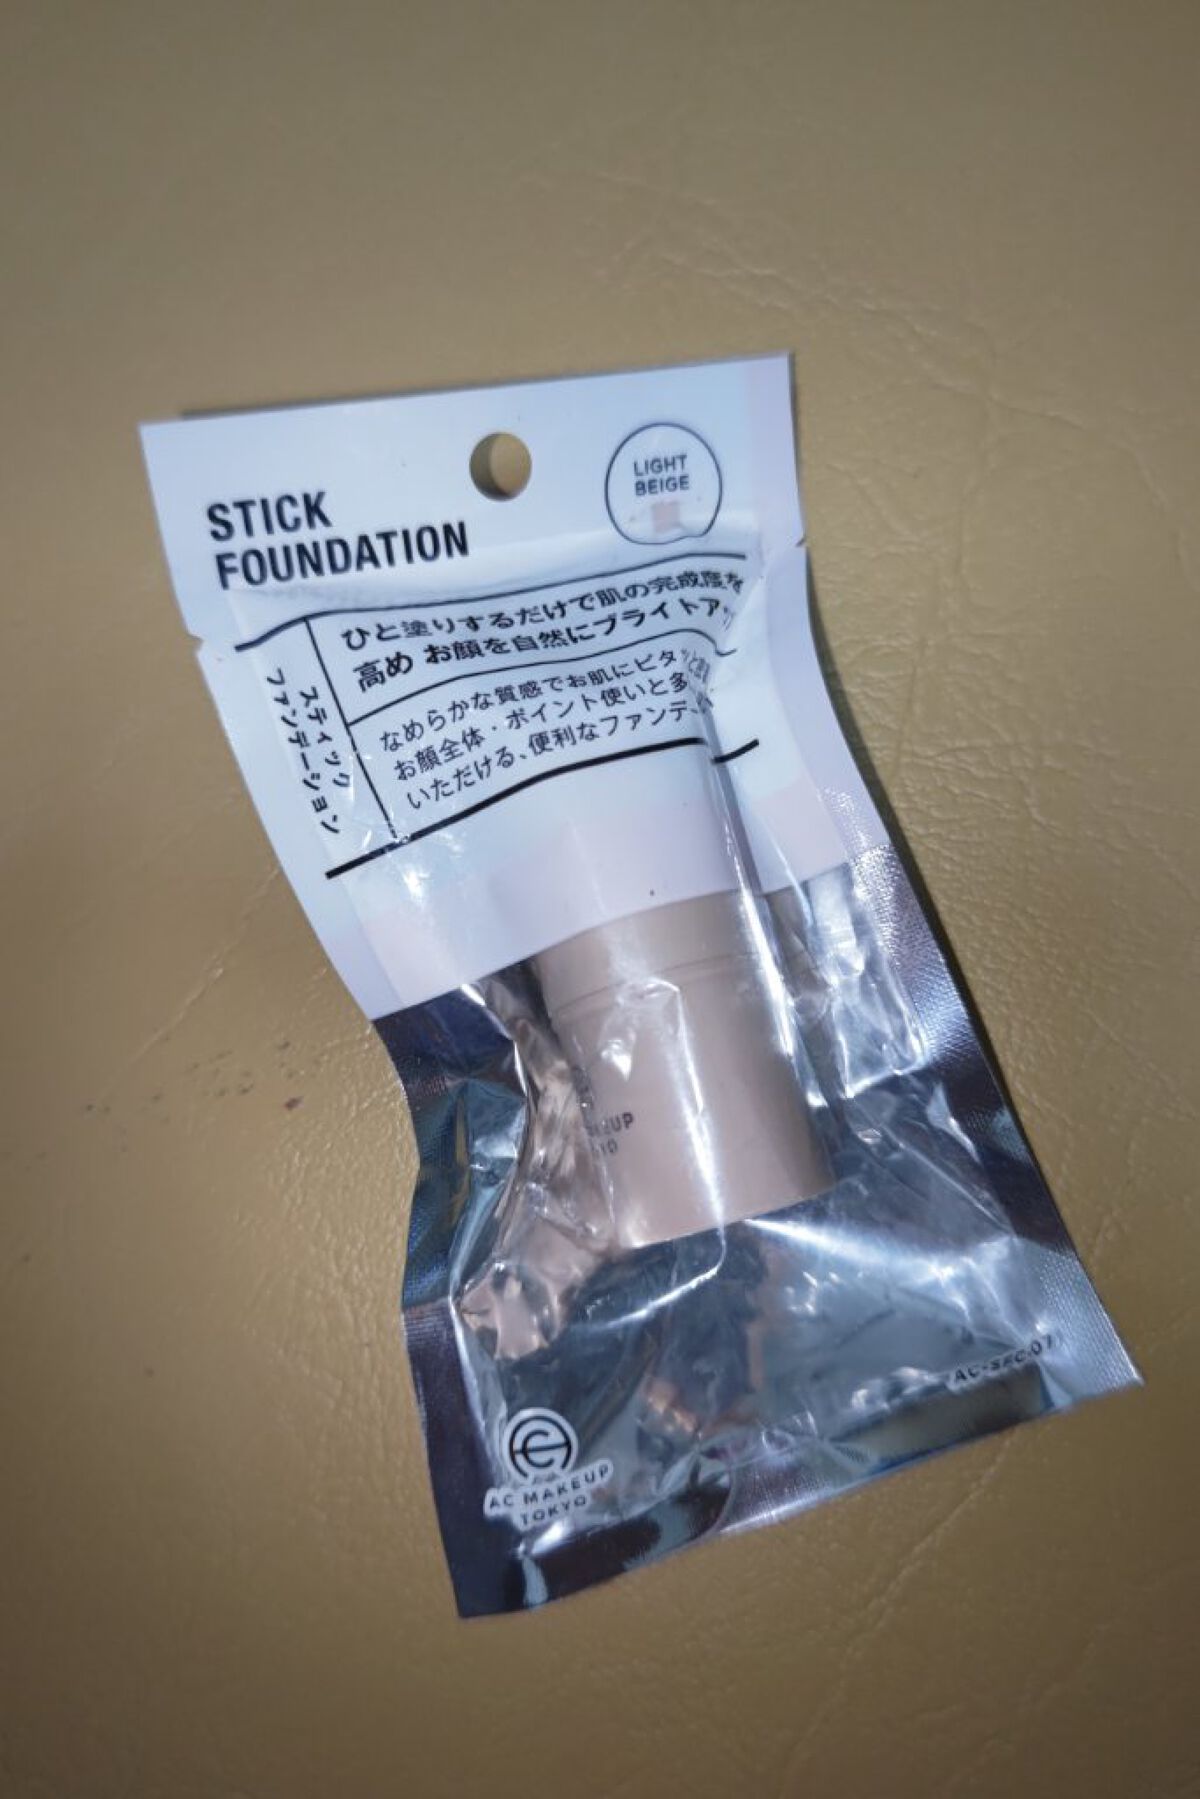 STICK
FOUNDATION
LIGHT
BEIGE
スティック
ファンデーション
ひと塗りするだけで肌の完成度を
高め お顔を自然にブライトア
なめらかな質感でお肌にピタッと
お顔全体・ポイント使いと多
いただける、便利なファンデ
AC MAKEUP
TOKYO